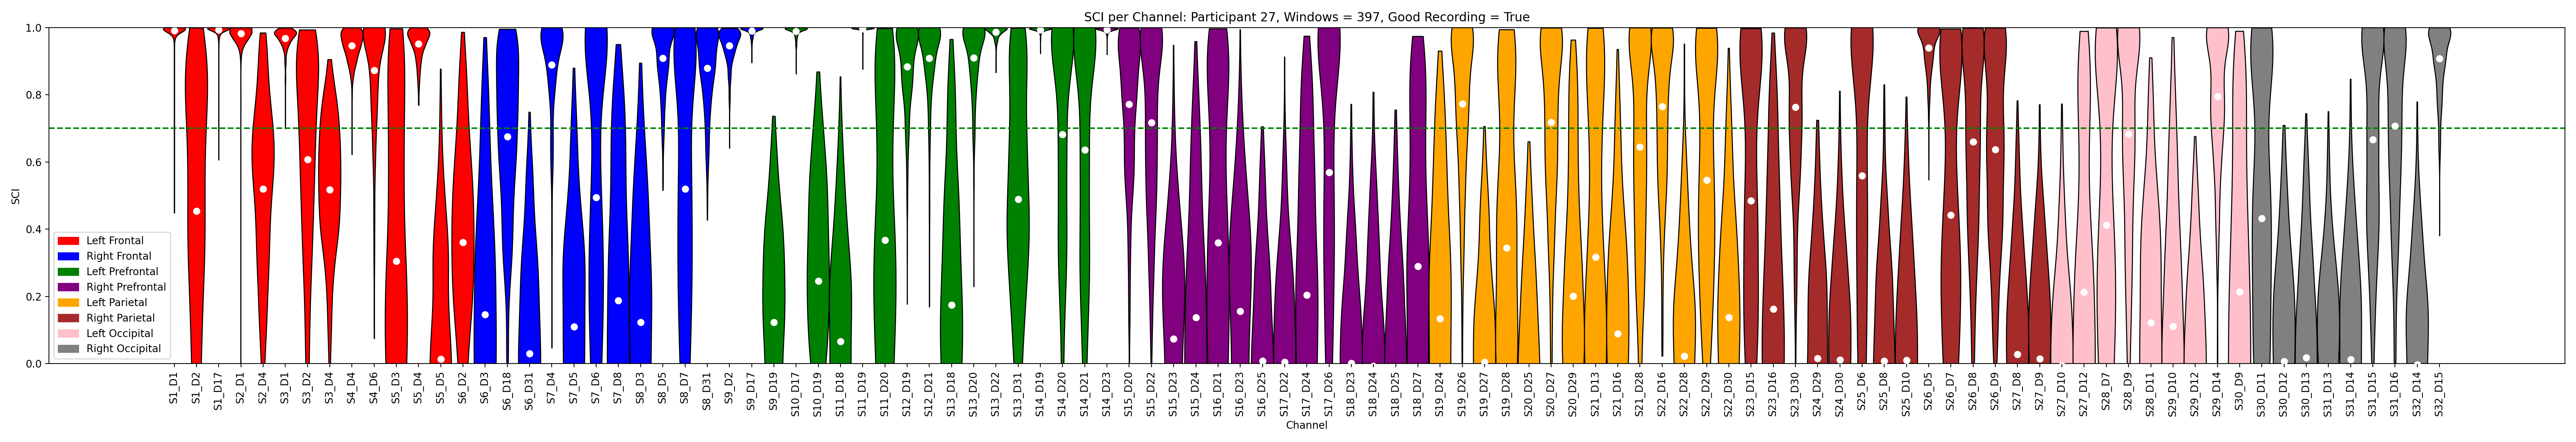 SCI per Channel: Participant 27, Windows = 397, Good Recording = True
1.0
0.8
0.6
0.4
0.2
0.0
SCI
Left Frontal
Right Frontal
Left Prefrontal
Right Prefrontal
Left Parietal
Right Parietal
Left Occipital
Right Occipital
S1_D1
S1_D2
S1_D17
S2_D1
S2_D4
S3_D1
S3_D2
S3_D4
S4_D4
S4_D6
S5_D3
S5_D4
S5_D5
S6_D2
S6_D3
S6_D18
S6_D31
S7_D4
S7_D5
S7_D6
S7_D8
S8_D3
S8_D5
S8_D7
S8_D31
S9_D2
S9_D17
S9_D19
S10_D17
S10_D19
S11_D18
S11_D19
S11_D20
S12_D19
S12_D21
S13_D18
S13_D20
S13_D22
S13_D31
S14_D19
S14_D20
S14_D21
S14_D23
S15_D20
S15_D22
S15_D23
S15_D24
S16_D21
S16_D23
S16_D25
S17_D22
S17_D24
S17_D26
S18_D23
S18_D24
S18_D25
S18_D27
S19_D24
S19_D26
S19_D27
S19_D28
S20_D25
S20_D27
S20_D29
S21_D13
S21_D16
S21_D28
S22_D16
S22_D28
S22_D29
S22_D30
S23_D15
S23_D16
S23_D30
S24_D29
S24_D30
S25_D6
S25_D8
S25_D10
S26_D5
S26_D7
S26_D8
S26_D9
S27_D8
S27_D9
S27_D10
S27_D12
S28_D7
S28_D9
S28_D11
S29_D10
S29_D12
S29_D14
S30_D9
S30_D11
S30_D12
S30_D13
S31_D13
S31_D14
S31_D15
S31_D16
S32_D14
S32_D15
Channel